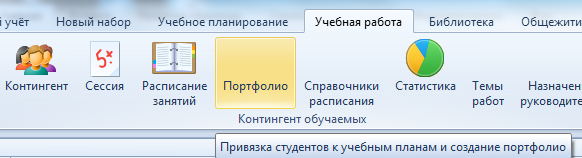 й учёт Новый набор Учебное планирование Учебная работа Библиотека Общежити
Контингент Сессия Расписание занятий Портфолио Справочники расписания Статистика Темы работ Назначен руководител
Контингент обучаемых
Привязка студентов к учебным планам и создание портфолио